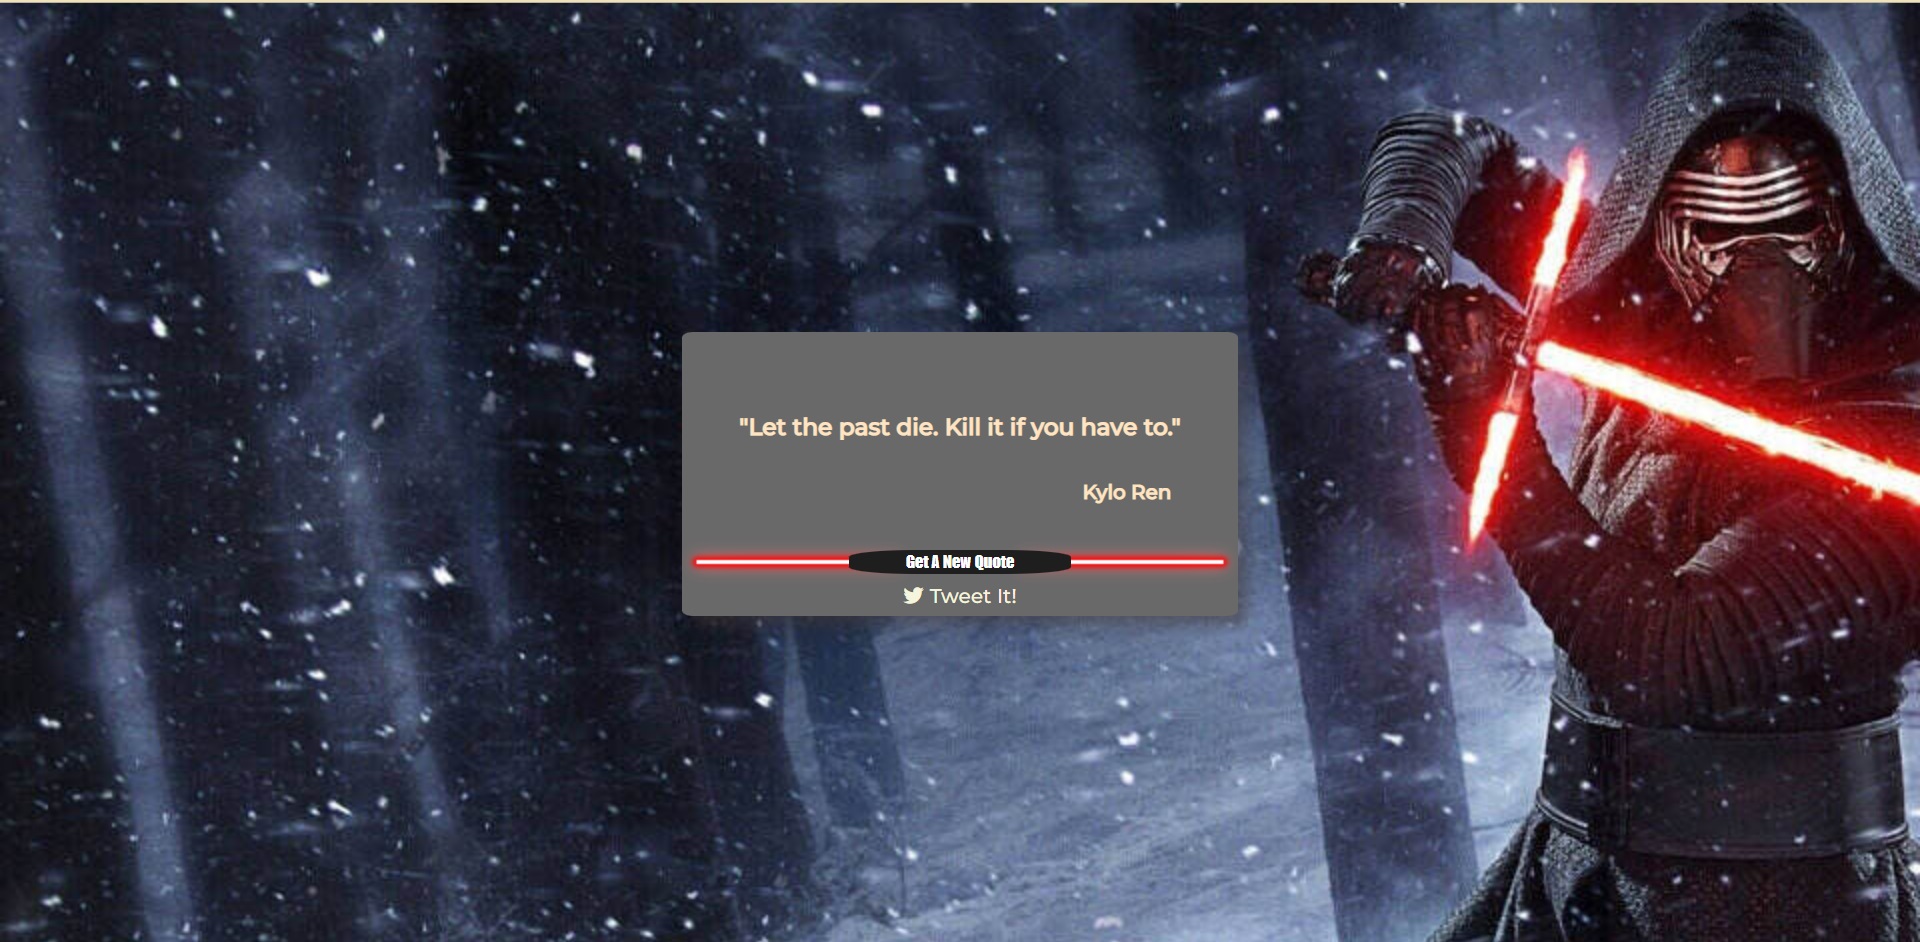 "Let the past die. Kill it if you have to."
Kylo Ren
Get A New Quote
Tweet It!